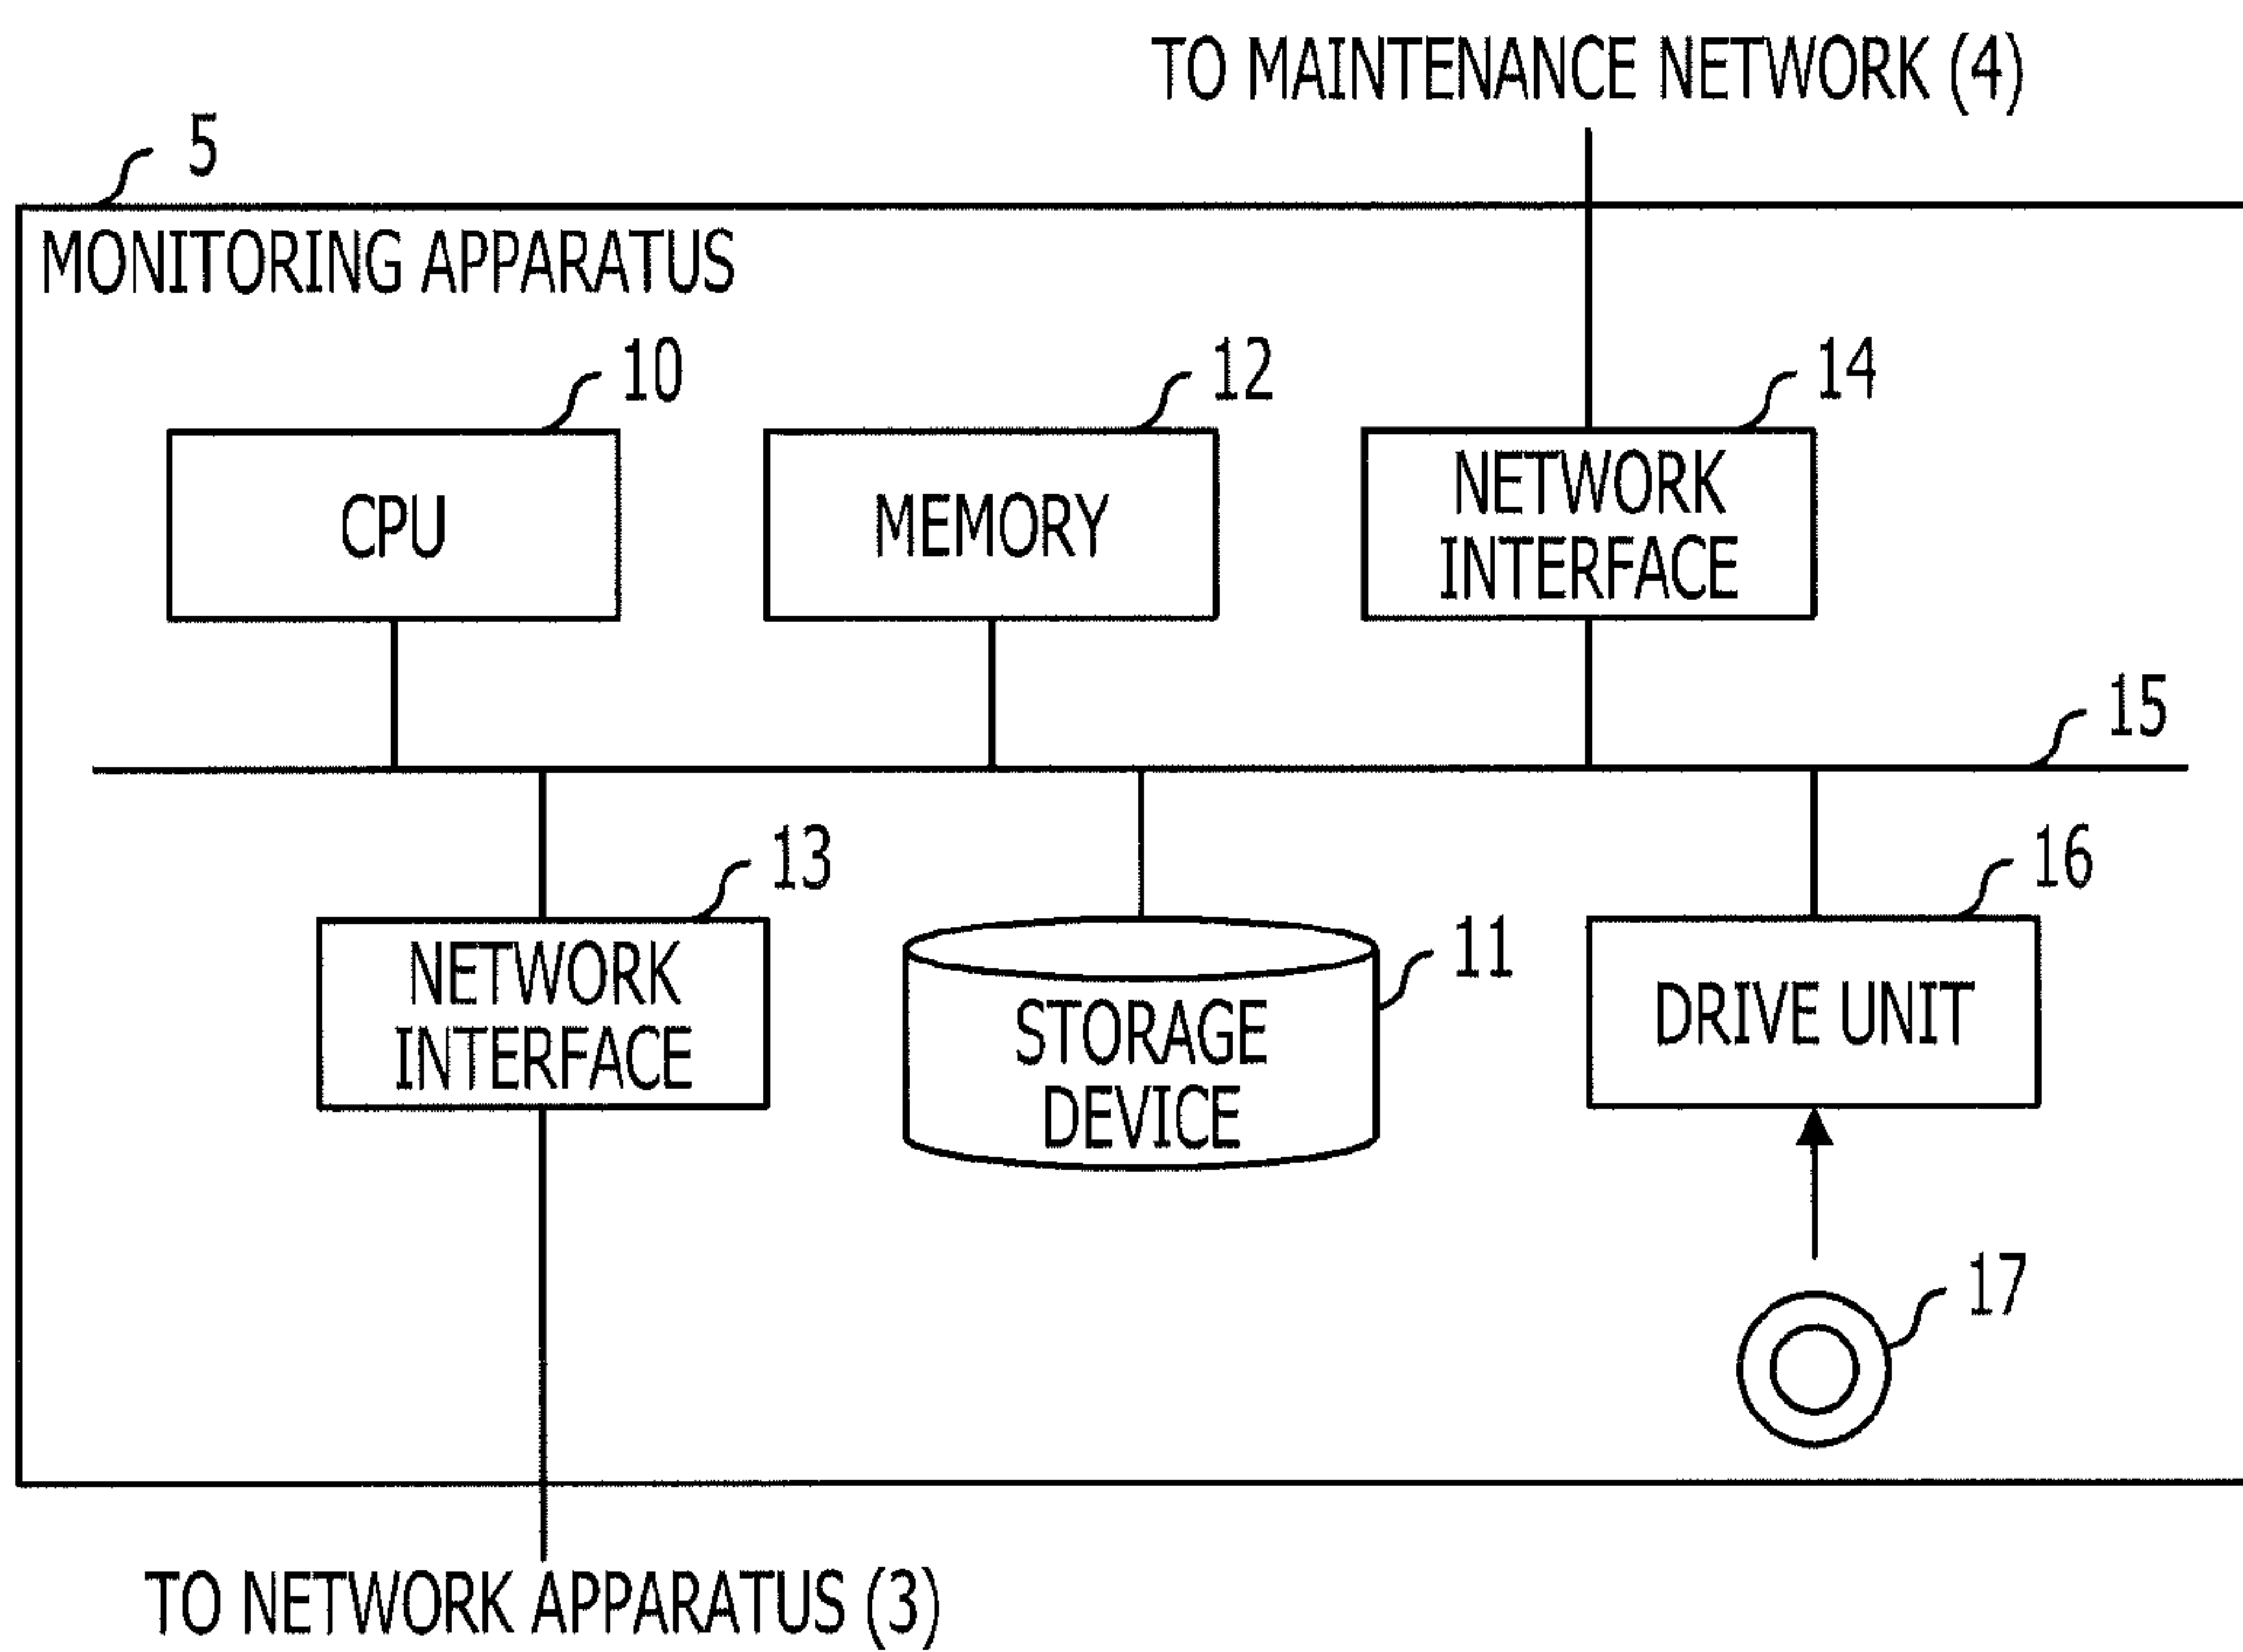 TO MAINTENANCE NETWORK (4)
5
MONITORING APPARATUS
10
12
14
CPU
MEMORY
NETWORK
INTERFACE
15
13
11
16
NETWORK
INTERFACE
STORAGE
DEVICE
DRIVE UNIT
17
TO NETWORK APPARATUS (3)